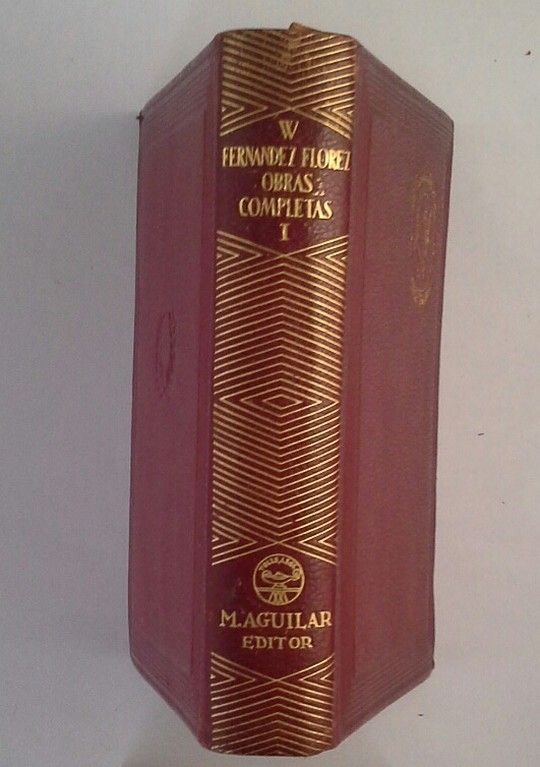 W
FERNANDEZ FLOREZ
OBRAS
COMPLETAS
I
M. AGUILAR
EDITOR